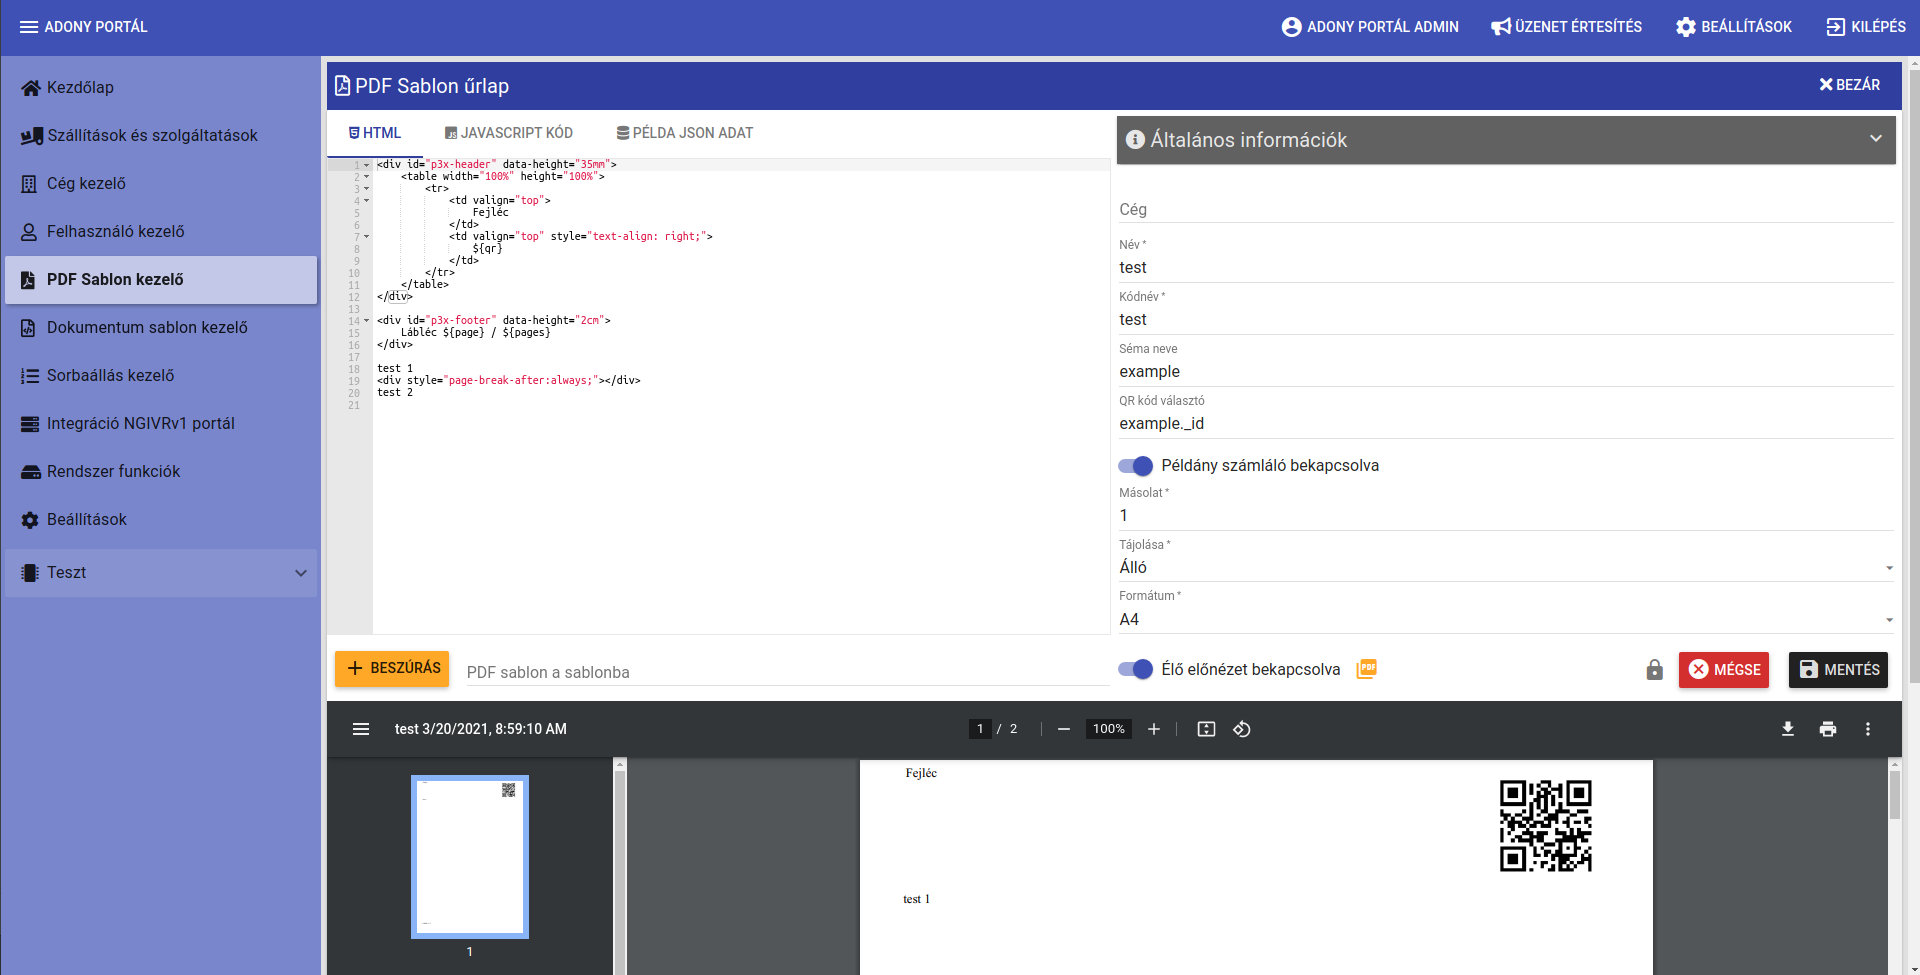 ADONY PORTÁL
ADONY PORTÁL ADMIN
ÜZENET ÉRTESÍTÉS
BEÁLLÍTÁSOK
KILÉPÉS
Kezdőlap
Szállítások és szolgáltatások
Cég kezelő
Felhasználó kezelő
PDF Sablon kezelő
Dokumentum sablon kezelő
Sorbaállás kezelő
Integráció NGIVRv1 portál
Rendszer funkciók
Beállítások
Teszt
PDF Sablon űrlap
BEZÁR
HTML
JAVASCRIPT KÓD
PÉLDA JSON ADAT
1 <div id="p3x-header" data-height="35mm">
2 <table width="100%" height="100%">
3 <tr>
4 <td valign="top">
5 Fejléc
6 </td>
7 <td valign="top" style="text-align: right;">
8 ${qr}
9 </td>
10 </tr>
11 </table>
12 </div>
13
14 <div id="p3x-footer" data-height="2cm">
15 Lábléc ${page} / ${pages}
16 </div>
17
18 test 1
19 <div style="page-break-after:always;"></div>
20 test 2
21
Általános információk
Cég
Név *
test
Kódnév *
test
Séma neve
example
QR kód választó
example._id
Példány számláló bekapcsolva
Másolat *
1
Tájolása *
Álló
Formátum *
A4
BESZÚRÁS
PDF sablon a sablonba
Élő előnézet bekapcsolva
PDF
MÉGSE
MENTÉS
test 3/20/2021, 8:59:10 AM
1 / 2
100%
1
Fejléc
test 1